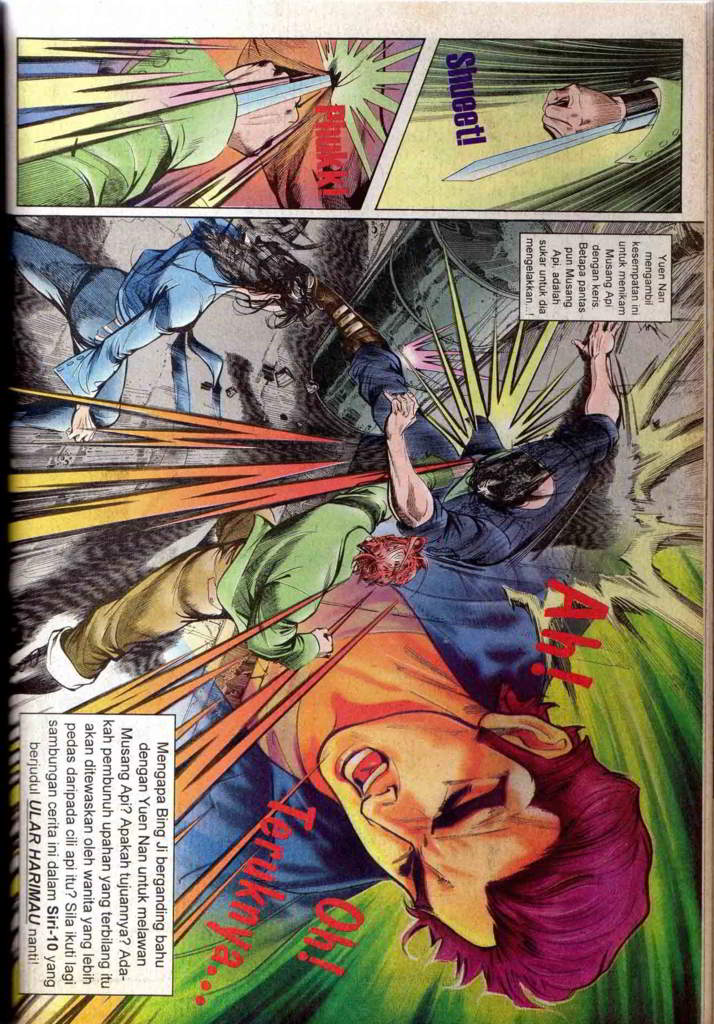 Shueet!
Phukk!
Yuen Nan
mengambil
kesempatan ini
untuk menikam
Musang Api
dengan keris.
Betapa pantas
pun Musang
Api, adalah
sukar untuk dia
mengelakkan...!
Ah!
Oh!
Teruknya...
Mengapa Bing Ji berganding bahu
dengan Yuen Nan untuk melawan
Musang Api? Apakah tujuannya? Ada-
kah pembunuh upahan yang terbilang itu
akan ditewaskan oleh wanita yang lebih
pedas daripada cili api itu? Sila ikuti lagi
sambungan cerita ini dalam Siri-10 yang
berjudul ULAR HARIMAU nanti!